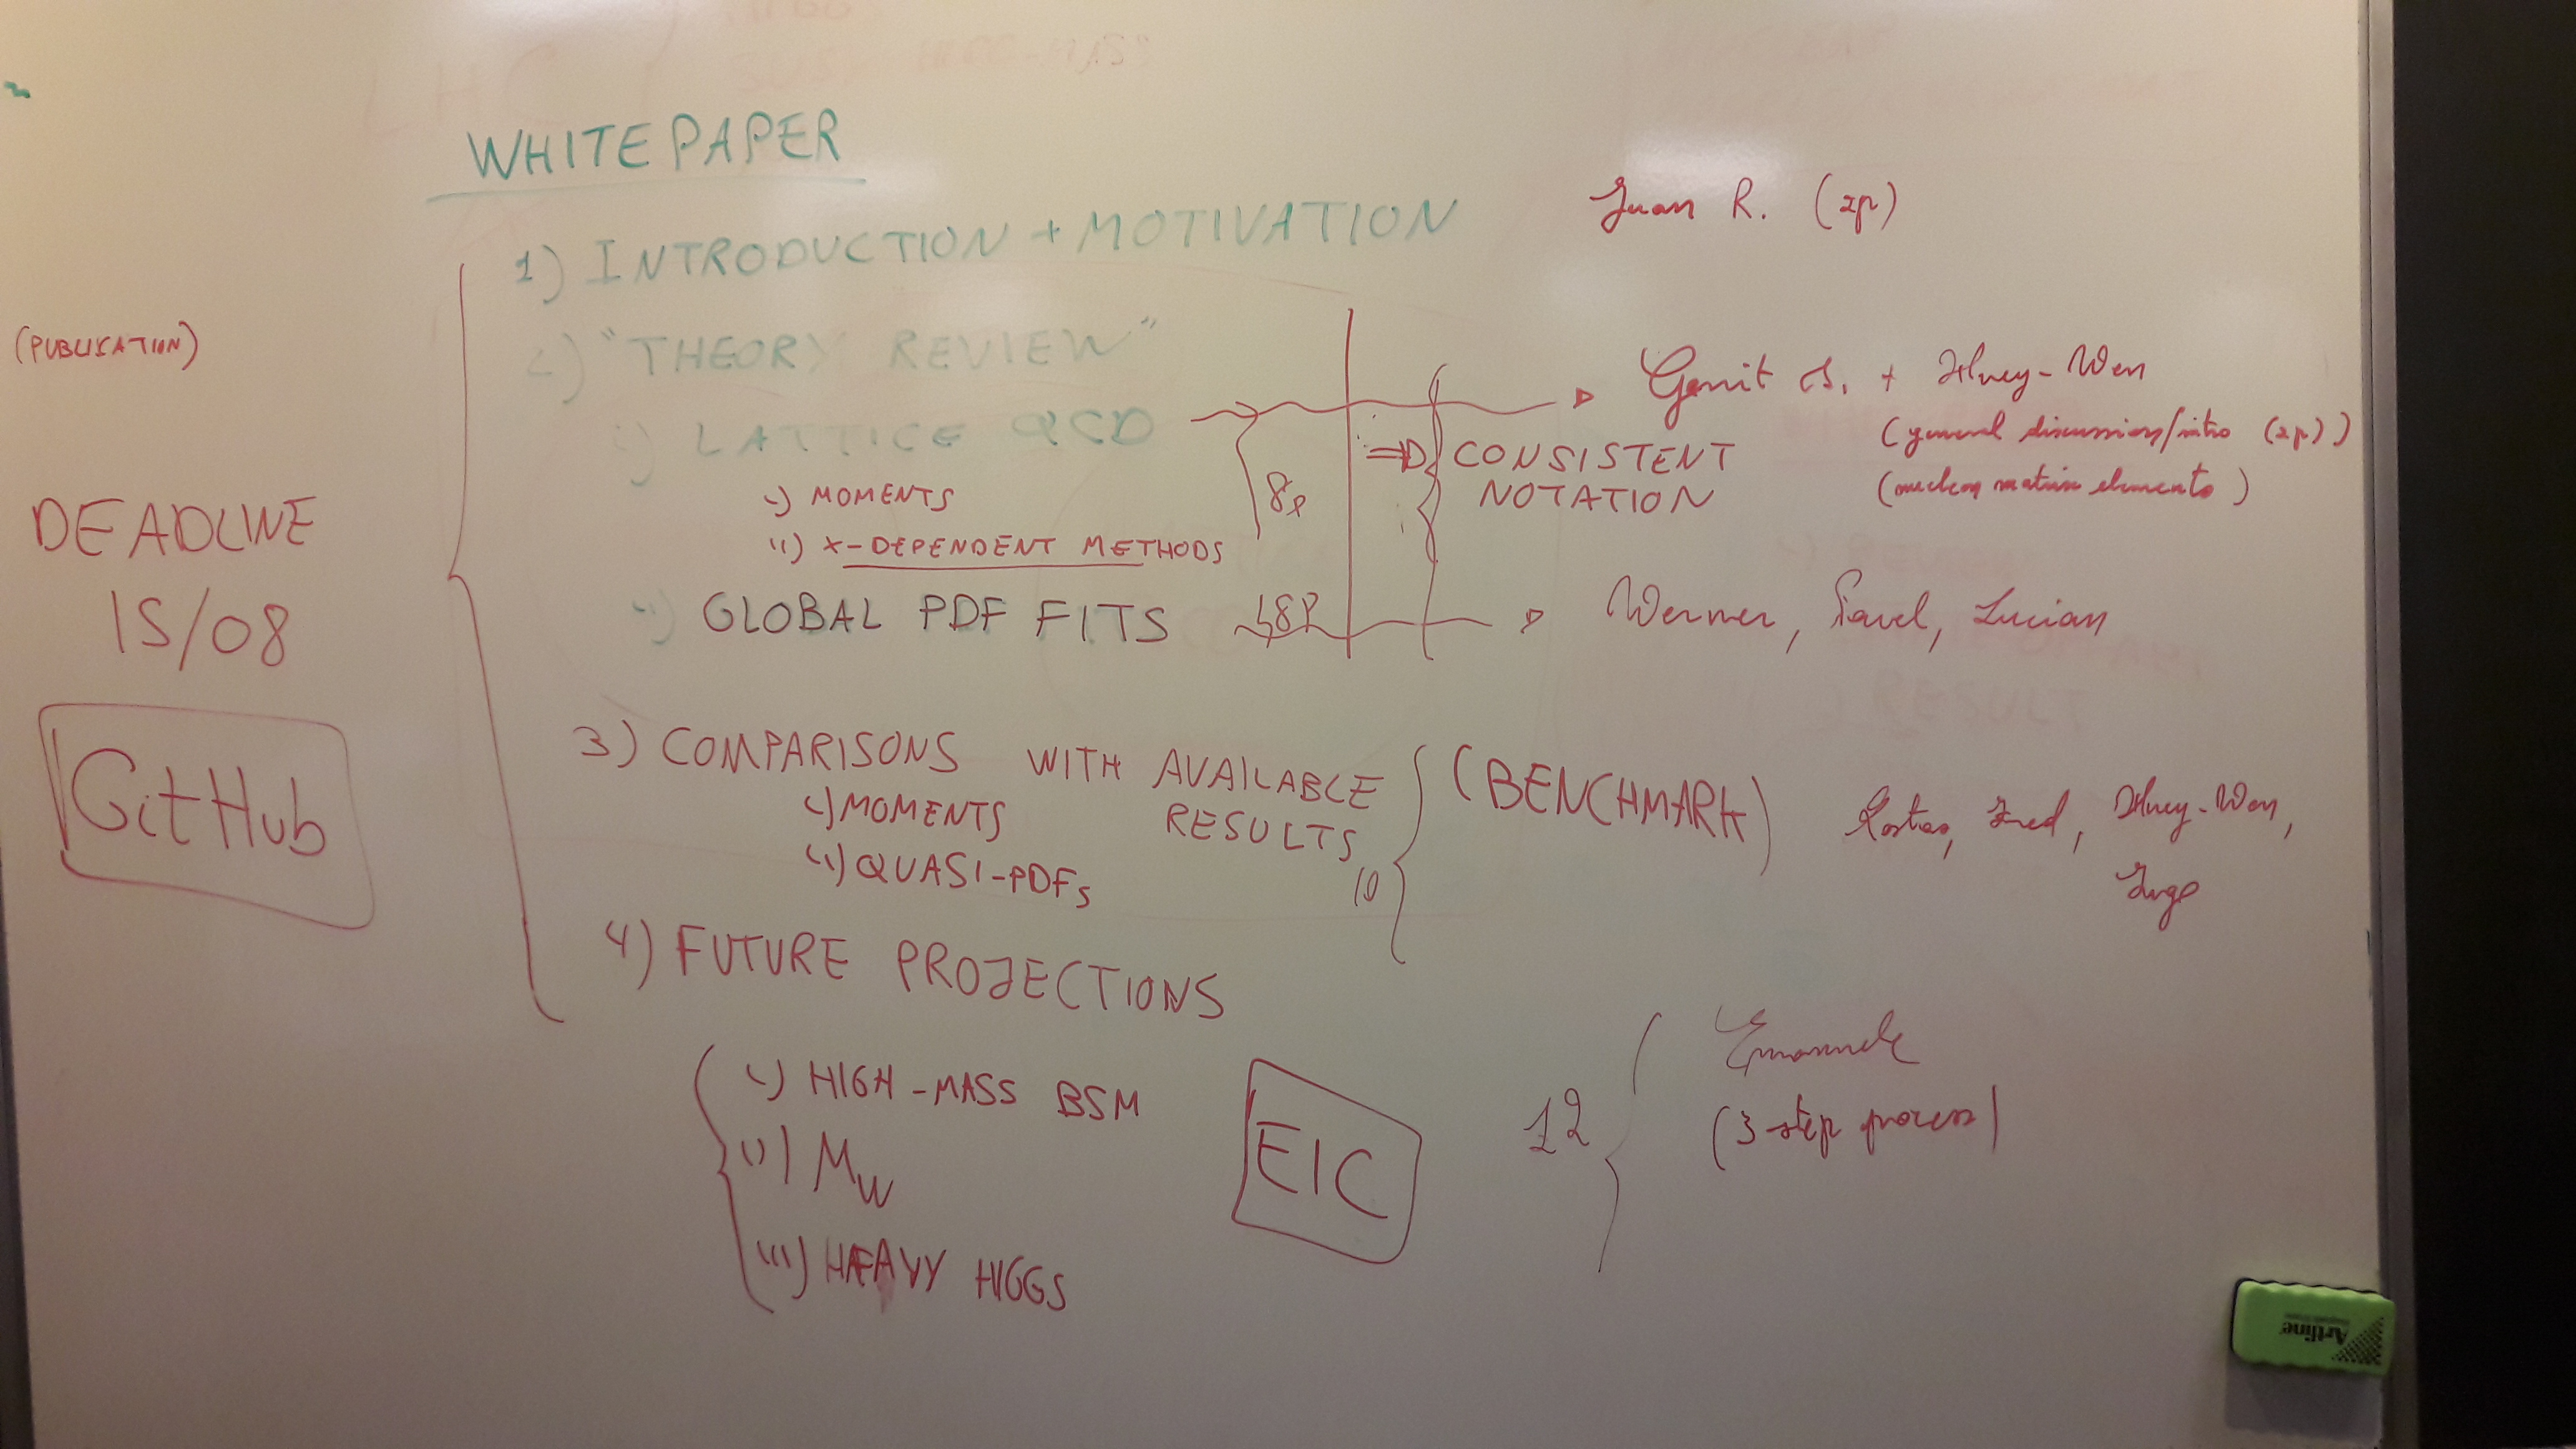 WHITEPAPER
1) INTRODUCTION + MOTIVATION
Juan R. (2p)
2) "THEORY REVIEW"
(PUBLICATION)
i) LATTICE QCD
Gerrit S. + Huey-Wen
(general discussion/intro (2p))
(nucleon matrix elements)
i) MOMENTS
ii) X-DEPENDENT METHODS
8p
⇒ CONSISTENT
NOTATION
DEADLINE
15/08
ii) GLOBAL PDF FITS
8P
Werner, Pavel, Lucian
GitHub
3) COMPARISONS WITH AVAILABLE
RESULTS
i) MOMENTS
ii) QUASI-PDFs
10
(BENCHMARK)
Kostas, Fred, Huey-Wen,
4) FUTURE PROJECTIONS
i) HIGH-MASS BSM
ii) MW
iii) HEAVY HIGGS
EIC
12
Emanuele
(3-step process)
Artline